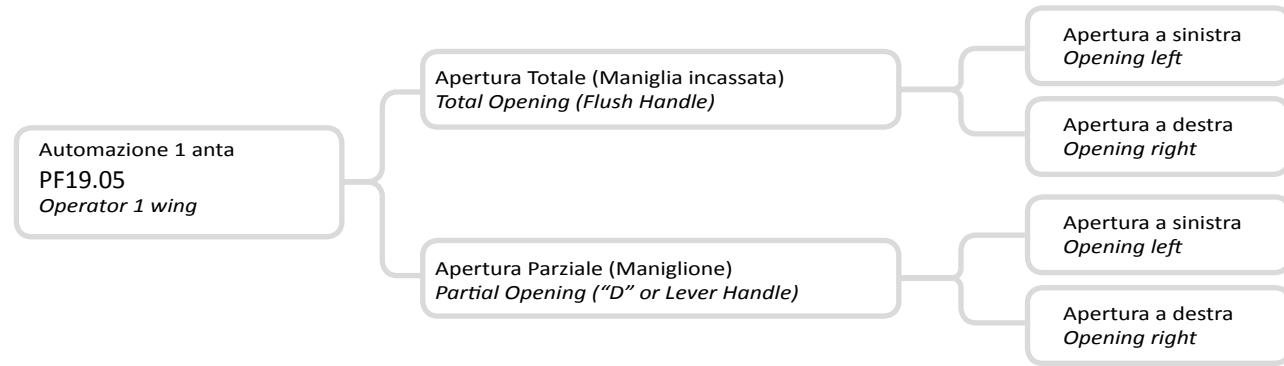 Automazione 1 anta
PF19.05
Operator 1 wing
Apertura Totale (Maniglia incassata)
Total Opening (Flush Handle)
Apertura a sinistra
Opening left
Apertura a destra
Opening right
Apertura Parziale (Maniglione)
Partial Opening (“D” or Lever Handle)
Apertura a sinistra
Opening left
Apertura a destra
Opening right